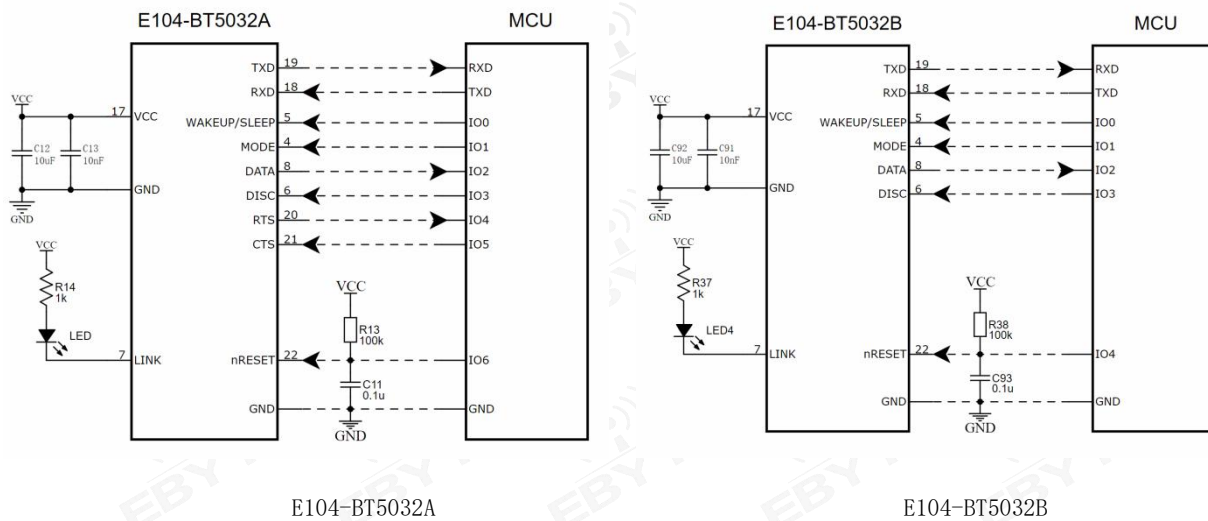 E104-BT5032A
MCU
TXD 19
RXD
RXD 18
TXD
WAKEUP/SLEEP 5
IO0
MODE 4
IO1
DATA 8
IO2
DISC 6
IO3
RTS 20
IO4
CTS 21
IO5
VCC
17 VCC
C12
10uF
C13
10nF
GND
GND
VCC
R14
1k
LED
7 LINK
VCC
R13
100k
nRESET 22
IO6
C11
0.1u
GND
GND
GND
E104-BT5032B
MCU
TXD 19
RXD
RXD 18
TXD
WAKEUP/SLEEP 5
IO0
MODE 4
IO1
DATA 8
IO2
DISC 6
IO3
VCC
17 VCC
C92
10uF
C91
10nF
GND
GND
VCC
R37
1k
LED4
7 LINK
VCC
R38
100k
nRESET 22
IO4
C93
0.1u
GND
GND
GND
E104-BT5032A
E104-BT5032B